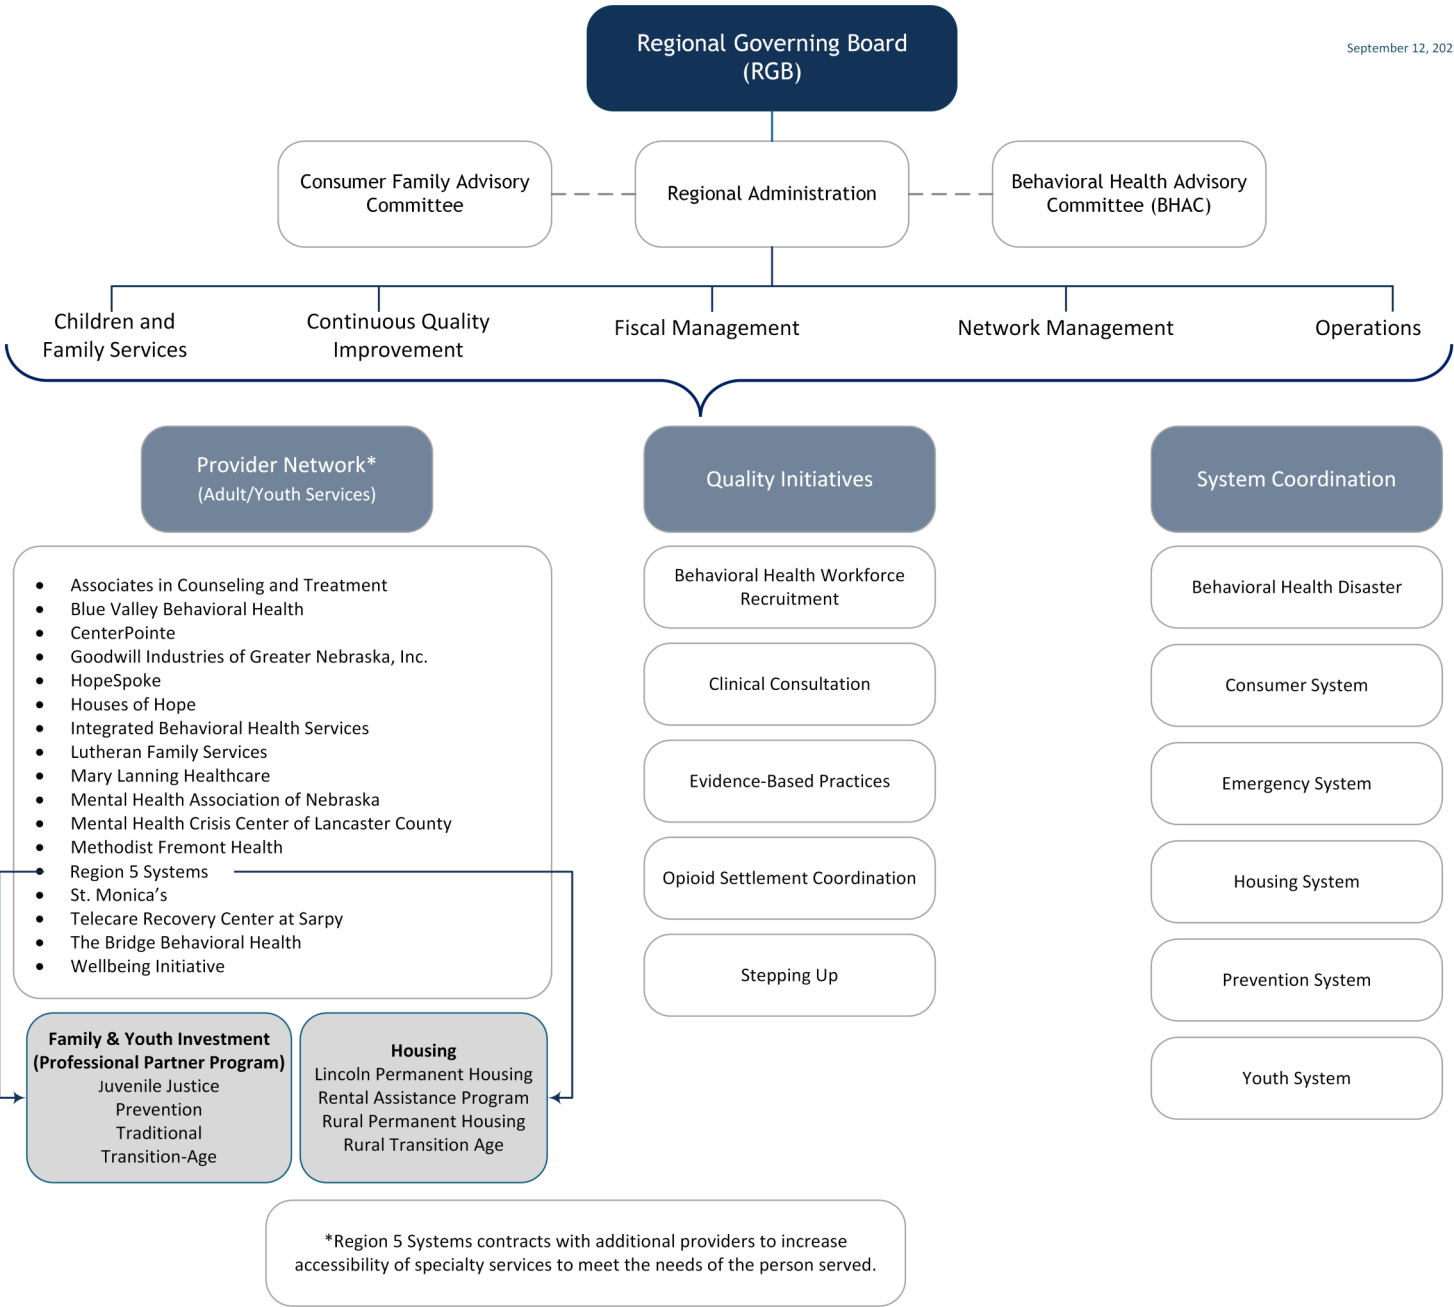 Regional Governing Board
(RGB)
September 12, 202
Consumer Family Advisory
Committee
Regional Administration
Behavioral Health Advisory
Committee (BHAC)
Children and
Family Services
Continuous Quality
Improvement
Fiscal Management
Network Management
Operations
Provider Network*
(Adult/Youth Services)
• Associates in Counseling and Treatment
• Blue Valley Behavioral Health
• CenterPointe
• Goodwill Industries of Greater Nebraska, Inc.
• HopeSpoke
• Houses of Hope
• Integrated Behavioral Health Services
• Lutheran Family Services
• Mary Lanning Healthcare
• Mental Health Association of Nebraska
• Mental Health Crisis Center of Lancaster County
• Methodist Fremont Health
• Region 5 Systems
• St. Monica’s
• Telecare Recovery Center at Sarpy
• The Bridge Behavioral Health
• Wellbeing Initiative
Family & Youth Investment
(Professional Partner Program)
Juvenile Justice
Prevention
Traditional
Transition-Age
Housing
Lincoln Permanent Housing
Rental Assistance Program
Rural Permanent Housing
Rural Transition Age
Quality Initiatives
Behavioral Health Workforce
Recruitment
Clinical Consultation
Evidence-Based Practices
Opioid Settlement Coordination
Stepping Up
System Coordination
Behavioral Health Disaster
Consumer System
Emergency System
Housing System
Prevention System
Youth System
*Region 5 Systems contracts with additional providers to increase
accessibility of specialty services to meet the needs of the person served.